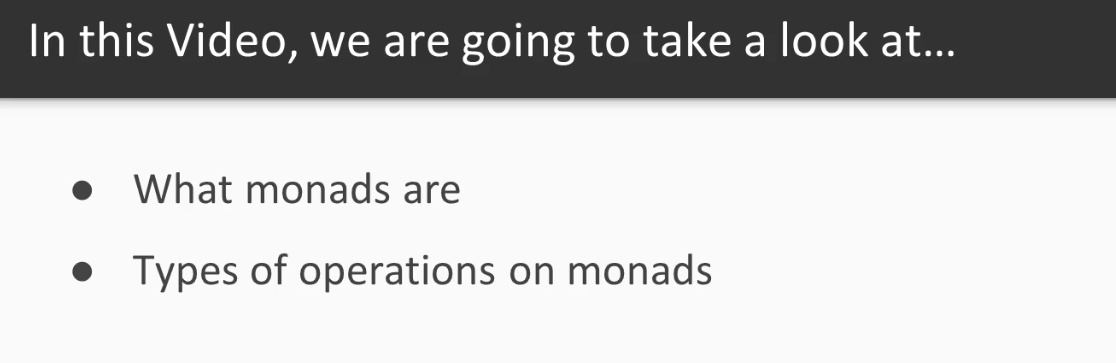 In this Video, we are going to take a look at...
● What monads are
● Types of operations on monads